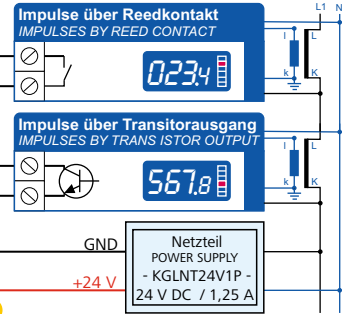 L1 N
Impulse über Reedkontakt
IMPULSES BY REED CONTACT
l L
023.4
k K
Impulse über Transitorausgang
IMPULSES BY TRANS ISTOR OUTPUT
l L
567.8
k K
GND
Netzteil
POWER SUPPLY
- KGLNT24V1P -
+24 V
24 V DC / 1,25 A